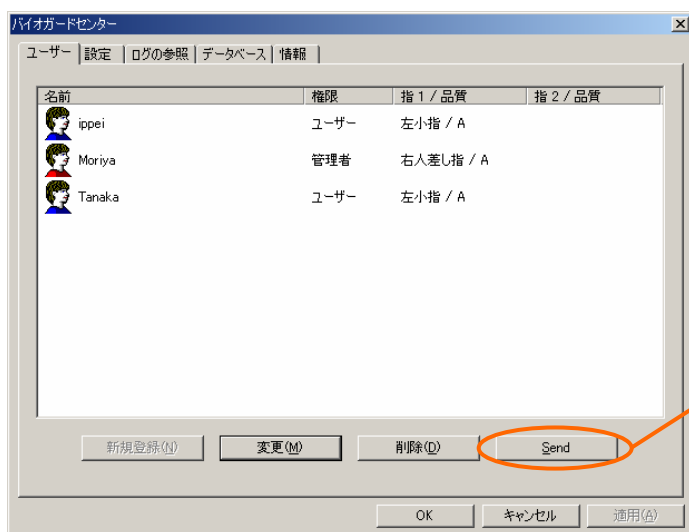 バイオガードセンター
ユーザー 設定 ログの参照 データベース 情報
名前 権限 指1/品質 指2/品質
ippei ユーザー 左小指 / A
Moriya 管理者 右人差し指 / A
Tanaka ユーザー 左小指 / A
新規登録(N) 変更(M) 削除(D) Send
OK キャンセル 適用(A)